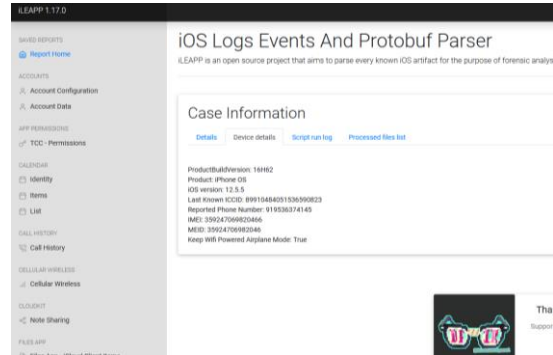 iLEAPP 1.17.0
SAVED REPORTS
Report Home
ACCOUNTS
Account Configuration
Account Data
APP PERMISSIONS
TCC - Permissions
CALENDAR
Identity
Items
List
CALL HISTORY
Call History
CELLULAR WIRELESS
Cellular Wireless
CLOUDKIT
Note Sharing
FILES APP
iOS Logs Events And Protobuf Parser
iLEAPP is an open source project that aims to parse every known iOS artifact for the purpose of forensic analys
Case Information
Details Device details Script run log Processed files list
ProductBuildVersion: 16H62
Product: iPhone OS
iOS version: 12.5.5
Last Known ICCID: 89910484051536590823
Reported Phone Number: 919536374145
IMEI: 359247069820466
MEID: 35924706982046
Keep Wifi Powered Airplane Mode: True
Tha
Suppor